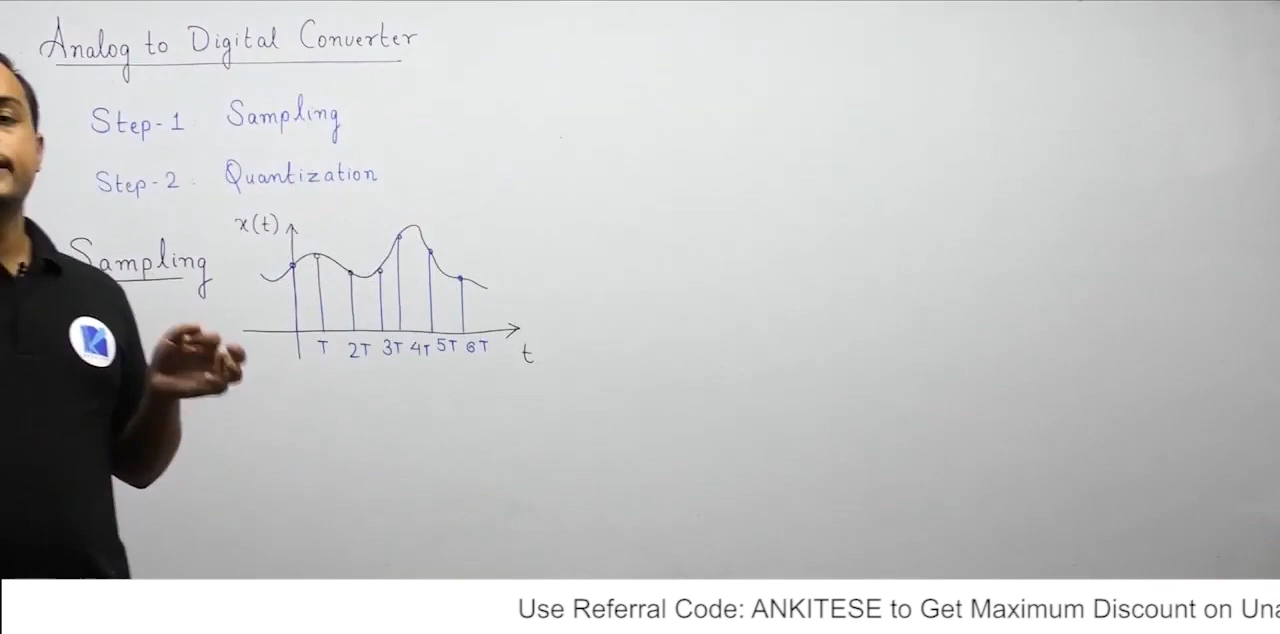 Analog to Digital Converter
Step-1 Sampling
Step-2 Quantization
x(t)
Sampling
T 2T 3T 4T 5T 6T
t
Use Referral Code: ANKITESE to Get Maximum Discount on Una